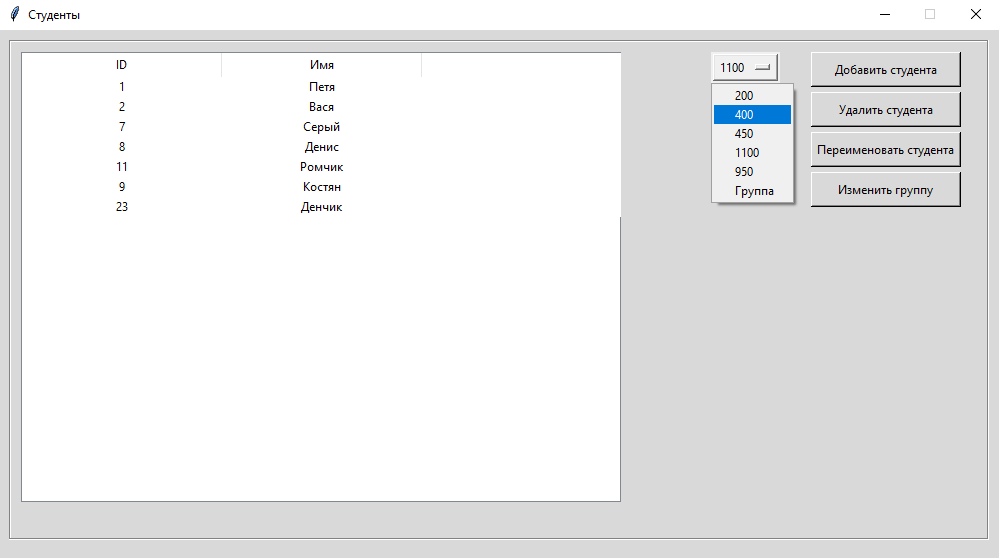 Студенты
ID Имя
1 Петя
2 Вася
7 Серый
8 Денис
11 Ромчик
9 Костян
23 Денчик
1100
200
400
450
1100
950
Группа
Добавить студента
Удалить студента
Переименовать студента
Изменить группу